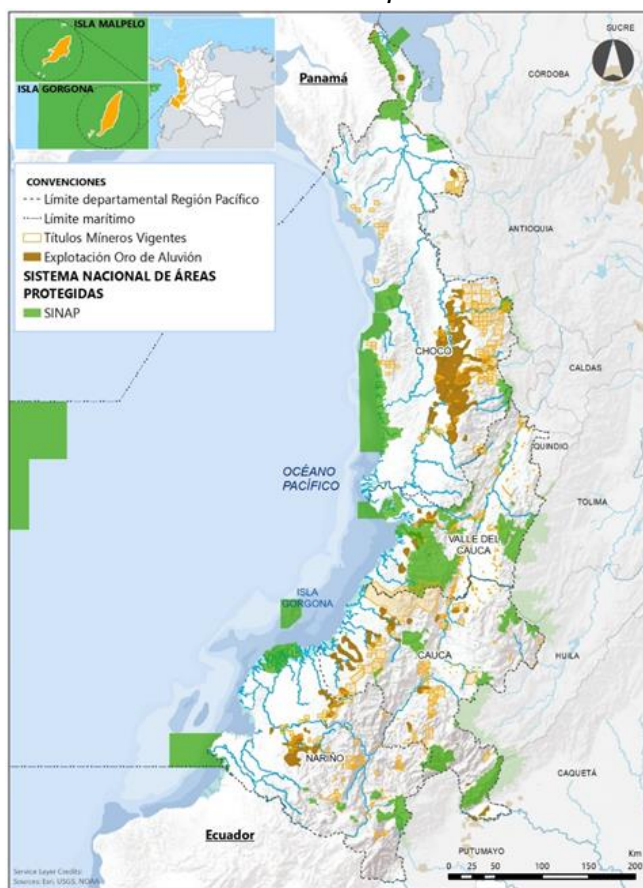 ISLA MALPELO
ISLA GORGONA
Panamá
SUCRE
CÓRDOBA
CONVENCIONES
Límite departamental Región Pacífico
Límite marítimo
Títulos Mineros Vigentes
Explotación Oro de Aluvión
SISTEMA NACIONAL DE ÁREAS
PROTEGIDAS
SINAP
ANTIOQUIA
CHOCÓ
CALDAS
QUINDIO
OCÉANO
PACÍFICO
TOLIMA
VALLE DEL
CAUCA
ISLA
GORGONA
CAUCA
HUILA
NARIÑO
CAQUETÁ
Ecuador
PUTUMAYO
Km
0 25 50 100 150 200
Service Layer Credits:
Sources: Esri, USGS, NOAA